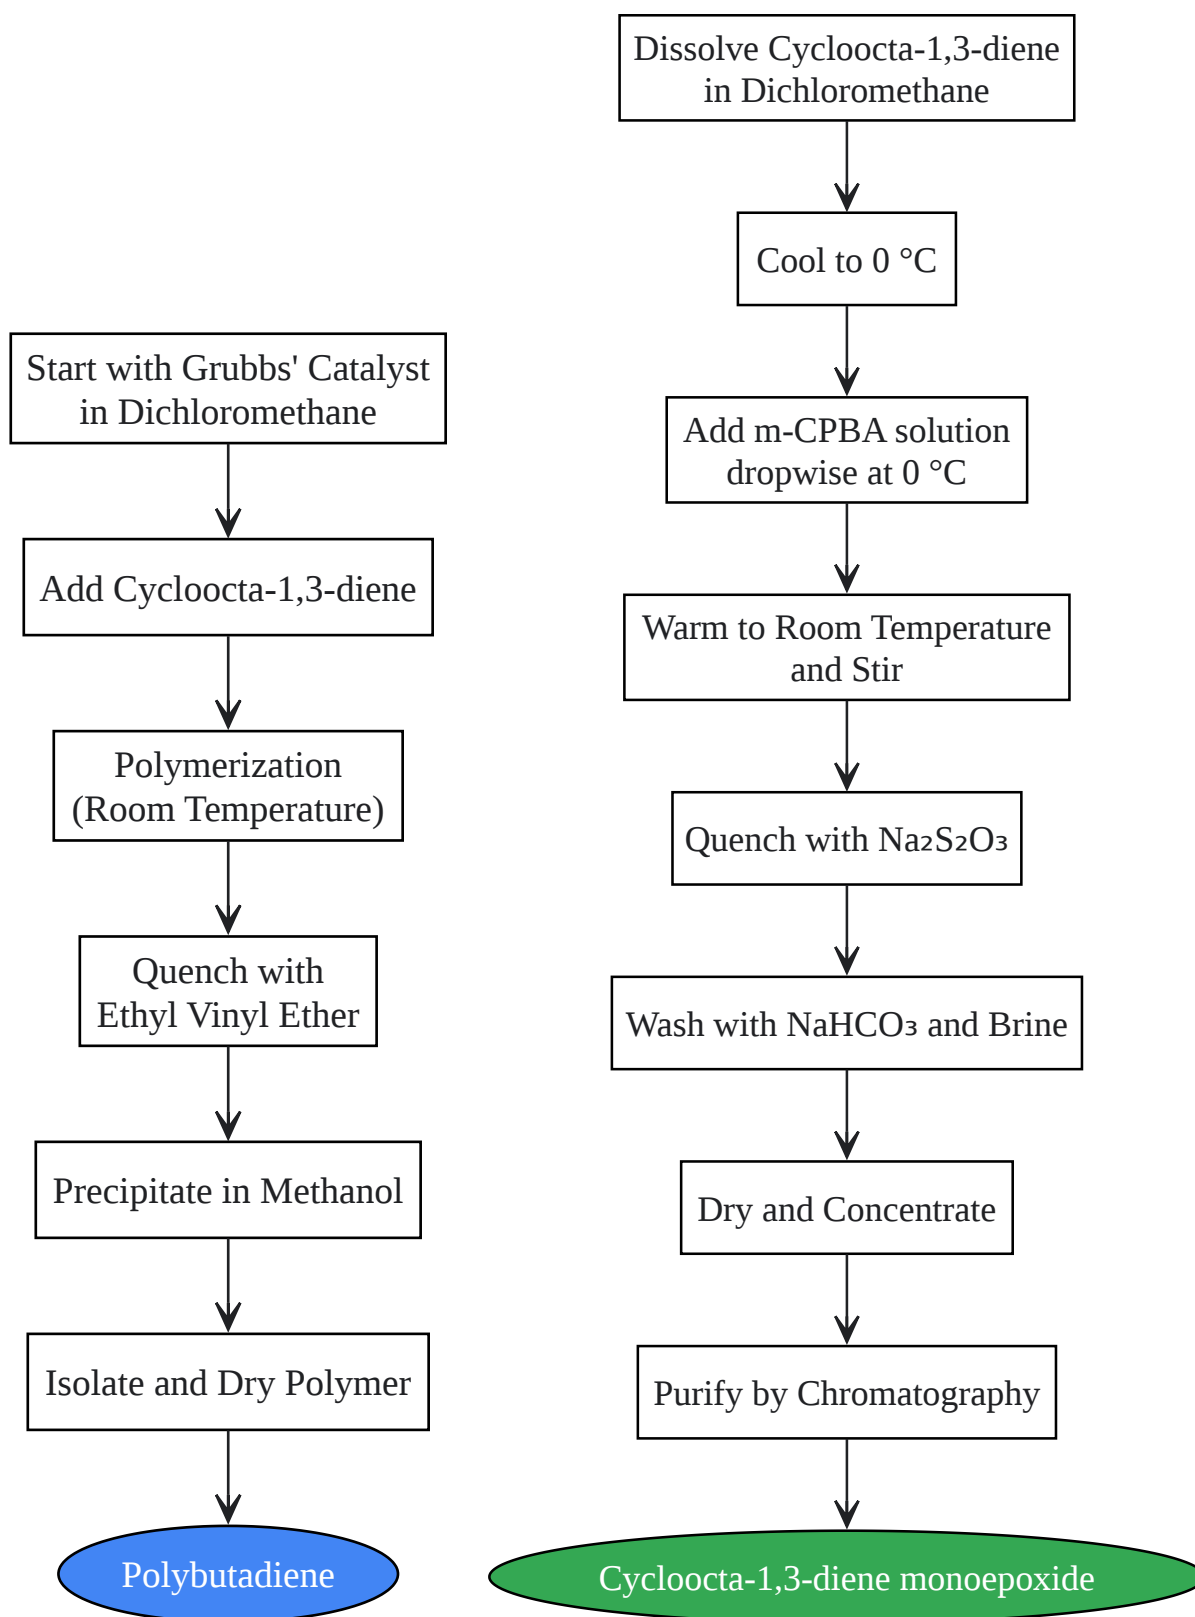 Start with Grubbs' Catalyst
in Dichloromethane
Add Cycloocta-1,3-diene
Polymerization
(Room Temperature)
Quench with
Ethyl Vinyl Ether
Precipitate in Methanol
Isolate and Dry Polymer
Polybutadiene
Dissolve Cycloocta-1,3-diene
in Dichloromethane
Cool to 0 °C
Add m-CPBA solution
dropwise at 0 °C
Warm to Room Temperature
and Stir
Quench with Na₂S₂O₃
Wash with NaHCO₃ and Brine
Dry and Concentrate
Purify by Chromatography
Cycloocta-1,3-diene monoepoxide